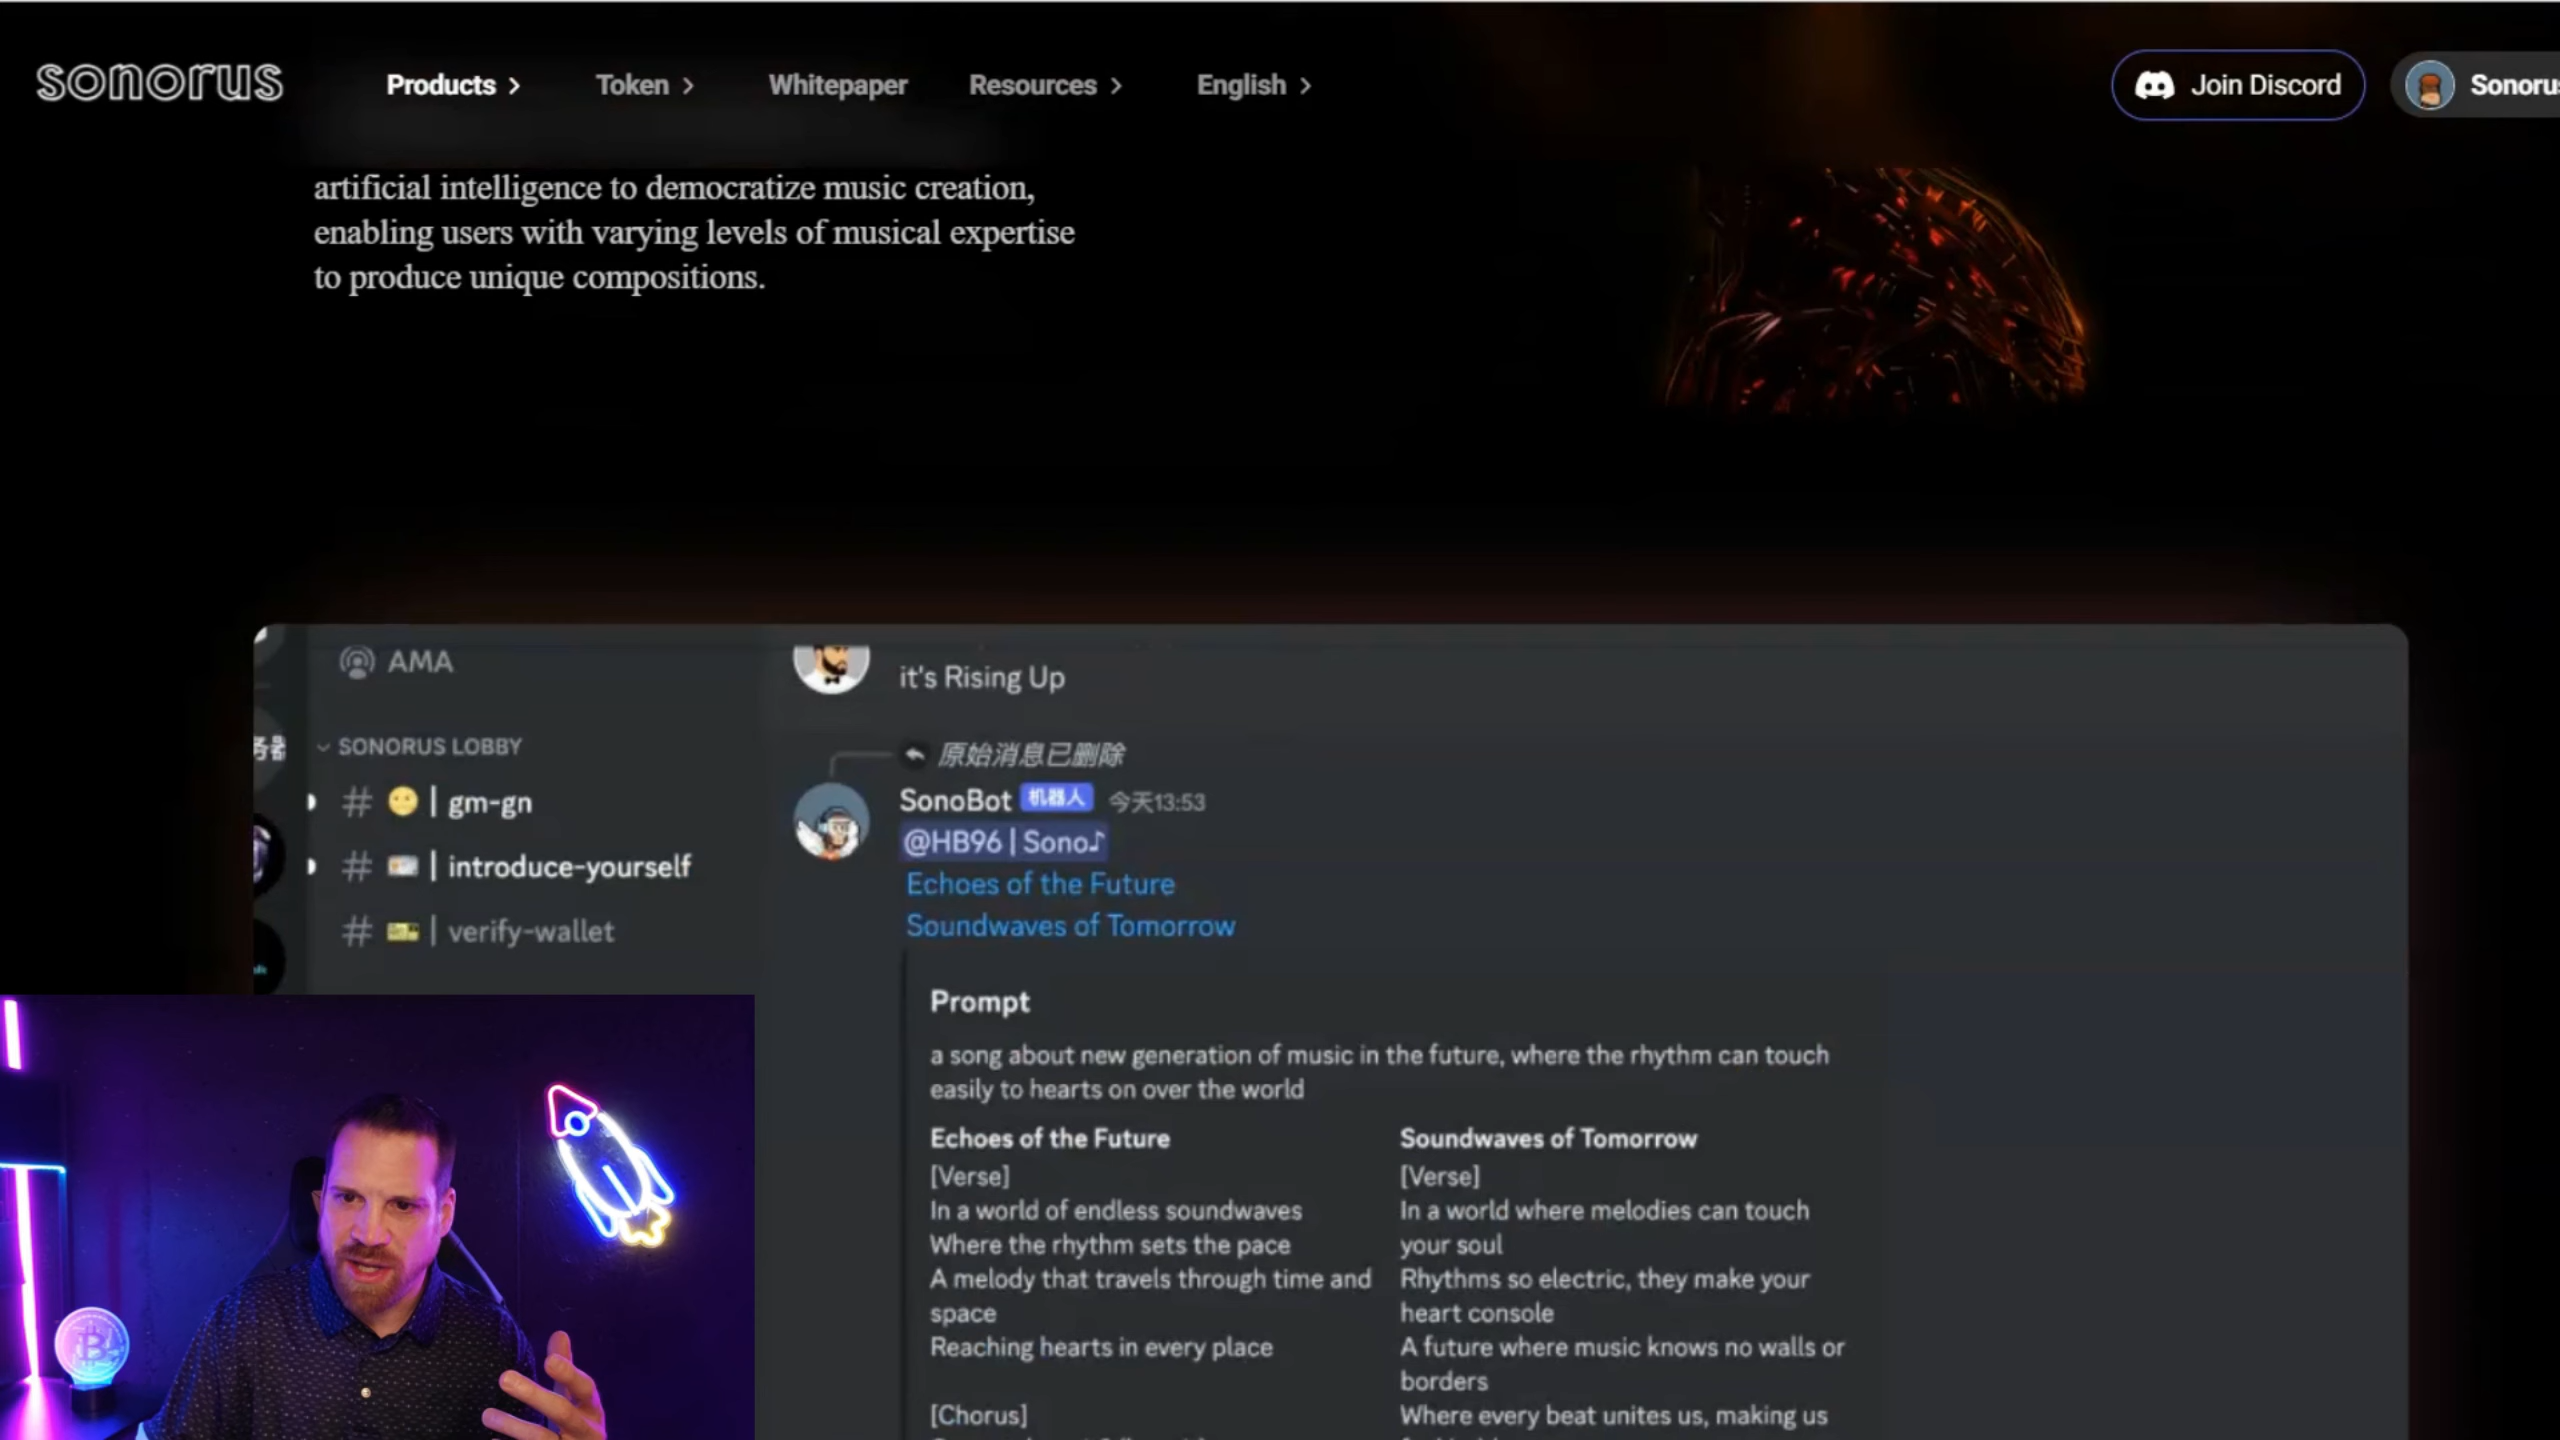 sonorus
Products
Token
Whitepaper
Resources
English
Join Discord
artificial intelligence to democratize music creation,
enabling users with varying levels of musical expertise
to produce unique compositions.
AMA
SONORUS LOBBY
# | gm-gn
# | introduce-yourself
# | verify-wallet
it's Rising Up
原始消息已删除
SonoBot 机器人 今天13:53
@HB96 | Sono♪
Echoes of the Future
Soundwaves of Tomorrow
Prompt
a song about new generation of music in the future, where the rhythm can touch
easily to hearts on over the world
Echoes of the Future
[Verse]
In a world of endless soundwaves
Where the rhythm sets the pace
A melody that travels through time and
space
Reaching hearts in every place
[Chorus]
Soundwaves of Tomorrow
[Verse]
In a world where melodies can touch
your soul
Rhythms so electric, they make your
heart console
A future where music knows no walls or
borders
Where every beat unites us, making us